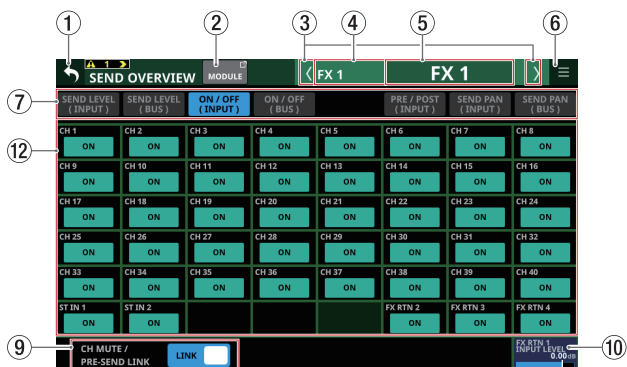 1 2 3 4 5 6
1
SEND OVERVIEW MODULE FX 1 FX 1
7
SEND LEVEL (INPUT) SEND LEVEL (BUS) ON / OFF (INPUT) ON / OFF (BUS) PRE / POST (INPUT) SEND PAN (INPUT) SEND PAN (BUS)
12
CH 1 CH 2 CH 3 CH 4 CH 5 CH 6 CH 7 CH 8
ON ON ON ON ON ON ON ON
CH 9 CH 10 CH 11 CH 12 CH 13 CH 14 CH 15 CH 16
ON ON ON ON ON ON ON ON
CH 17 CH 18 CH 19 CH 20 CH 21 CH 22 CH 23 CH 24
ON ON ON ON ON ON ON ON
CH 25 CH 26 CH 27 CH 28 CH 29 CH 30 CH 31 CH 32
ON ON ON ON ON ON ON ON
CH 33 CH 34 CH 35 CH 36 CH 37 CH 38 CH 39 CH 40
ON ON ON ON ON ON ON ON
ST IN 1 ST IN 2 FX RTN 2 FX RTN 3 FX RTN 4
ON ON ON ON ON
9
CH MUTE /
PRE-SEND LINK
LINK
FX RTN 1
INPUT LEVEL
0.00 dB
10